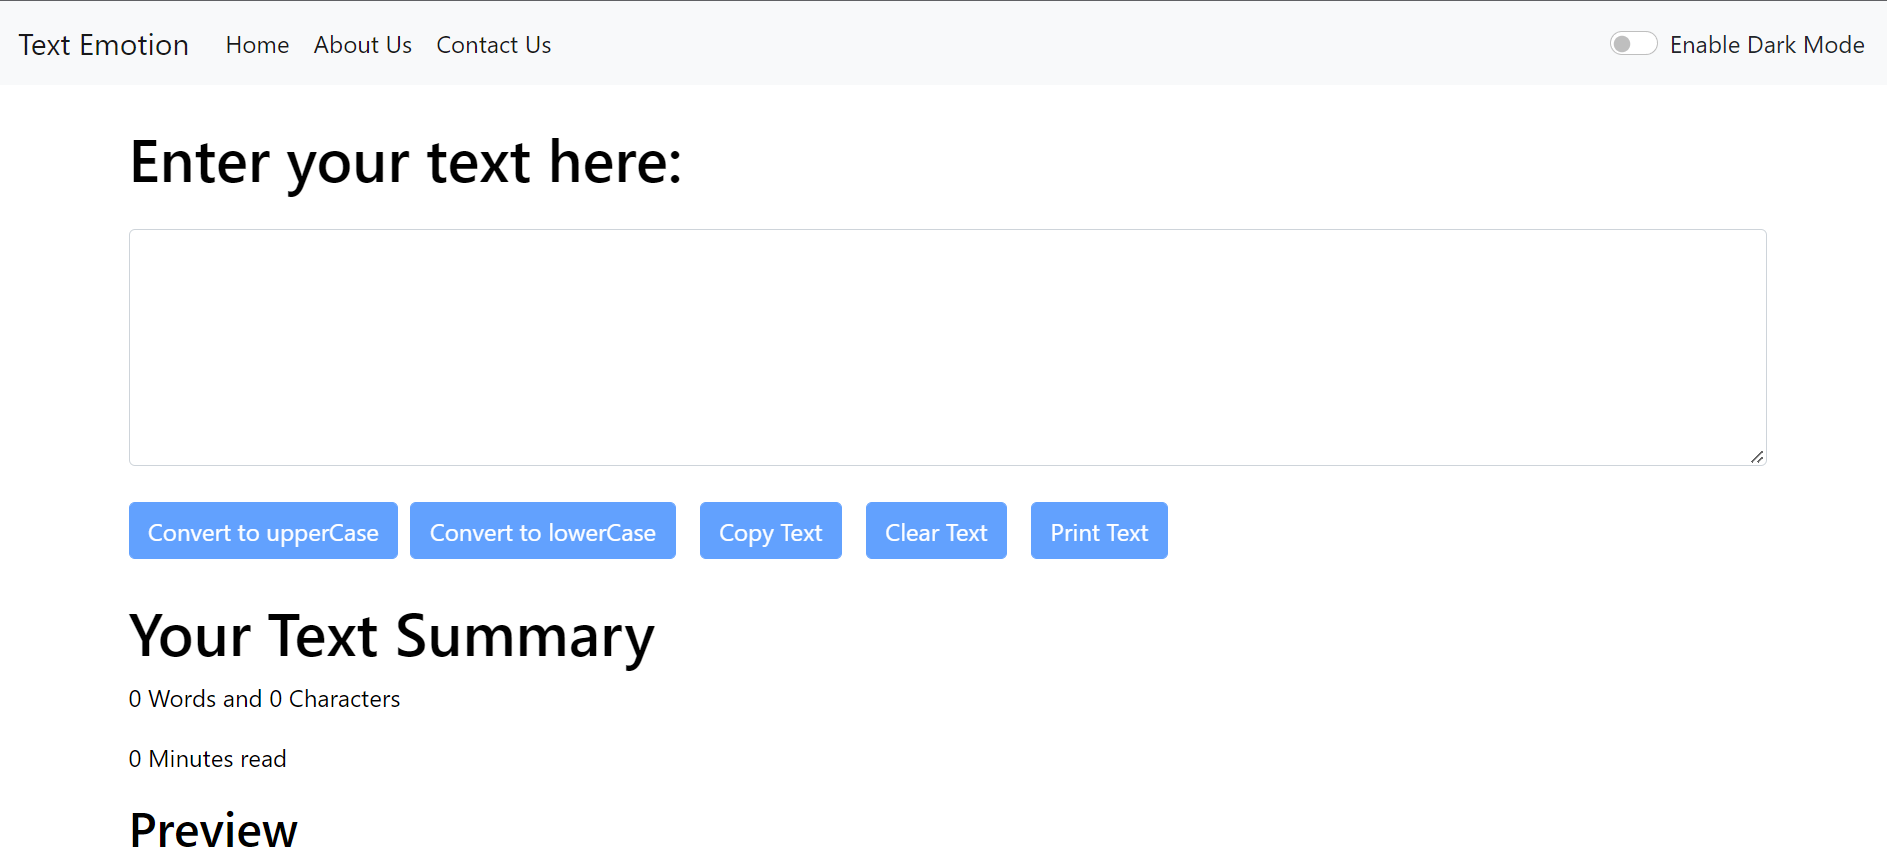 Text Emotion Home About Us Contact Us Enable Dark Mode
Enter your text here:
Convert to upperCase Convert to lowerCase Copy Text Clear Text Print Text
Your Text Summary
0 Words and 0 Characters
0 Minutes read
Preview